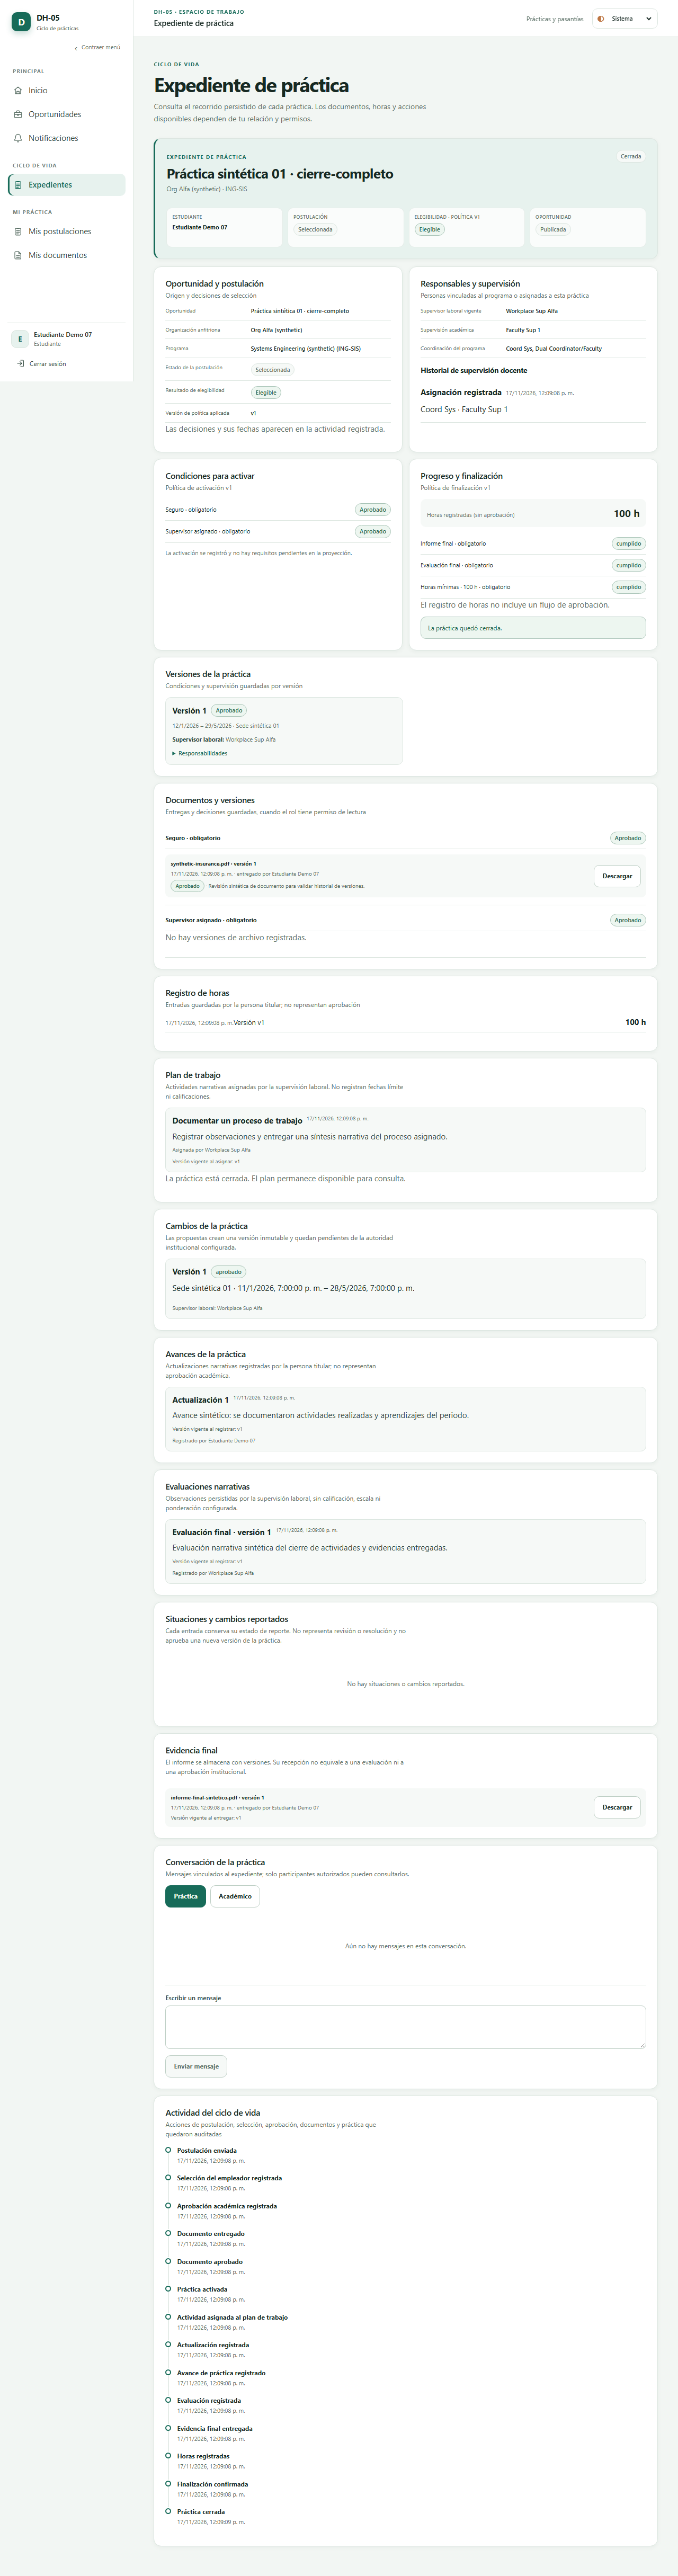 D
DH-05
Ciclo de prácticas
‹ Contraer menú
PRINCIPAL
Inicio
Oportunidades
Notificaciones
CICLO DE VIDA
Expedientes
MI PRÁCTICA
Mis postulaciones
Mis documentos
E
Estudiante Demo 07
Estudiante
Cerrar sesión
DH-05 · ESPACIO DE TRABAJO
Expediente de práctica
Prácticas y pasantías
Sistema
CICLO DE VIDA
Expediente de práctica
Consulta el recorrido persistido de cada práctica. Los documentos, horas y acciones
disponibles dependen de tu relación y permisos.
EXPEDIENTE DE PRÁCTICA
Cerrada
Práctica sintética 01 · cierre-completo
Org Alfa (synthetic) · ING-SIS
ESTUDIANTE
Estudiante Demo 07
POSTULACIÓN
Seleccionada
ELEGIBILIDAD · POLÍTICA V1
Elegible
OPORTUNIDAD
Publicada
Oportunidad y postulación
Origen y decisiones de selección
Oportunidad Práctica sintética 01 · cierre-completo
Organización anfitriona Org Alfa (synthetic)
Programa Systems Engineering (synthetic) (ING-SIS)
Estado de la postulación Seleccionada
Resultado de elegibilidad Elegible
Versión de política aplicada v1
Las decisiones y sus fechas aparecen en la actividad registrada.
Responsables y supervisión
Personas vinculadas al programa o asignadas a esta práctica
Supervisor laboral vigente Workplace Sup Alfa
Supervisión académica Faculty Sup 1
Coordinación del programa Coord Sys, Dual Coordinator/Faculty
Historial de supervisión docente
Asignación registrada 17/11/2026, 12:09:08 p. m.
Coord Sys · Faculty Sup 1
Condiciones para activar
Política de activación v1
Seguro · obligatorio Aprobado
Supervisor asignado · obligatorio Aprobado
La activación se registró y no hay requisitos pendientes en la proyección.
Progreso y finalización
Política de finalización v1
Horas registradas (sin aprobación) 100 h
Informe final · obligatorio cumplido
Evaluación final · obligatorio cumplido
Horas mínimas · 100 h · obligatorio cumplido
El registro de horas no incluye un flujo de aprobación.
La práctica quedó cerrada.
Versiones de la práctica
Condiciones y supervisión guardadas por versión
Versión 1 Aprobado
12/1/2026 – 29/5/2026 · Sede sintética 01
Supervisor laboral: Workplace Sup Alfa
Responsabilidades
Documentos y versiones
Entregas y decisiones guardadas, cuando el rol tiene permiso de lectura
Seguro · obligatorio Aprobado
synthetic-insurance.pdf · versión 1
17/11/2026, 12:09:08 p. m. · entregado por Estudiante Demo 07
Aprobado · Revisión sintética de documento para validar historial de versiones.
Descargar
Supervisor asignado · obligatorio Aprobado
No hay versiones de archivo registradas.
Registro de horas
Entradas guardadas por la persona titular; no representan aprobación
17/11/2026, 12:09:08 p. m.Versión v1 100 h
Plan de trabajo
Actividades narrativas asignadas por la supervisión laboral. No registran fechas límite
ni calificaciones.
Documentar un proceso de trabajo 17/11/2026, 12:09:08 p. m.
Registrar observaciones y entregar una síntesis narrativa del proceso asignado.
Asignada por Workplace Sup Alfa
Versión vigente al asignar: v1
La práctica está cerrada. El plan permanece disponible para consulta.
Cambios de la práctica
Las propuestas crean una versión inmutable y quedan pendientes de la autoridad
institucional configurada.
Versión 1 aprobado
Sede sintética 01 · 11/1/2026, 7:00:00 p. m. – 28/5/2026, 7:00:00 p. m.
Supervisor laboral: Workplace Sup Alfa
Avances de la práctica
Actualizaciones narrativas registradas por la persona titular; no representan
aprobación académica.
Actualización 1 17/11/2026, 12:09:08 p. m.
Avance sintético: se documentaron actividades realizadas y aprendizajes del periodo.
Versión vigente al registrar: v1
Registrado por Estudiante Demo 07
Evaluaciones narrativas
Observaciones persistidas por la supervisión laboral, sin calificación, escala ni
ponderación configurada.
Evaluación final · versión 1 17/11/2026, 12:09:08 p. m.
Evaluación narrativa sintética del cierre de actividades y evidencias entregadas.
Versión vigente al registrar: v1
Registrado por Workplace Sup Alfa
Situaciones y cambios reportados
Cada entrada conserva su estado de reporte. No representa revisión o resolución y no
aprueba una nueva versión de la práctica.
No hay situaciones o cambios reportados.
Evidencia final
El informe se almacena con versiones. Su recepción no equivale a una evaluación ni a
una aprobación institucional.
informe-final-sintetico.pdf · versión 1
17/11/2026, 12:09:08 p. m. · entregado por Estudiante Demo 07
Versión vigente al entregar: v1
Descargar
Conversación de la práctica
Mensajes vinculados al expediente; solo participantes autorizados pueden consultarlos.
Práctica
Académico
Aún no hay mensajes en esta conversación.
Escribir un mensaje
Enviar mensaje
Actividad del ciclo de vida
Acciones de postulación, selección, aprobación, documentos y práctica que
quedaron auditadas
Postulación enviada
17/11/2026, 12:09:08 p. m.
Selección del empleador registrada
17/11/2026, 12:09:08 p. m.
Aprobación académica registrada
17/11/2026, 12:09:08 p. m.
Documento entregado
17/11/2026, 12:09:08 p. m.
Documento aprobado
17/11/2026, 12:09:08 p. m.
Práctica activada
17/11/2026, 12:09:08 p. m.
Actividad asignada al plan de trabajo
17/11/2026, 12:09:08 p. m.
Actualización registrada
17/11/2026, 12:09:08 p. m.
Avance de práctica registrado
17/11/2026, 12:09:08 p. m.
Evaluación registrada
17/11/2026, 12:09:08 p. m.
Evidencia final entregada
17/11/2026, 12:09:08 p. m.
Horas registradas
17/11/2026, 12:09:08 p. m.
Finalización confirmada
17/11/2026, 12:09:08 p. m.
Práctica cerrada
17/11/2026, 12:09:09 p. m.